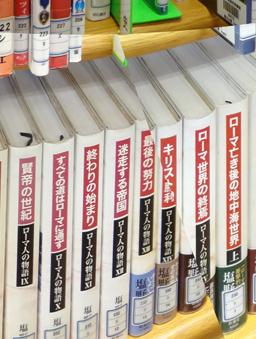 賢帝の世紀
ローマ人の物語 IX
すべての道はローマに通ず
ローマ人の物語 X
終わりの始まり
ローマ人の物語 XI
迷走する帝国
ローマ人の物語 XII
最後の努力
ローマ人の物語 XIII
キリストの勝利
ローマ人の物語 XIV
ローマ世界の終焉
ローマ人の物語 XV
ローマ亡き後の地中海世界 上
塩野